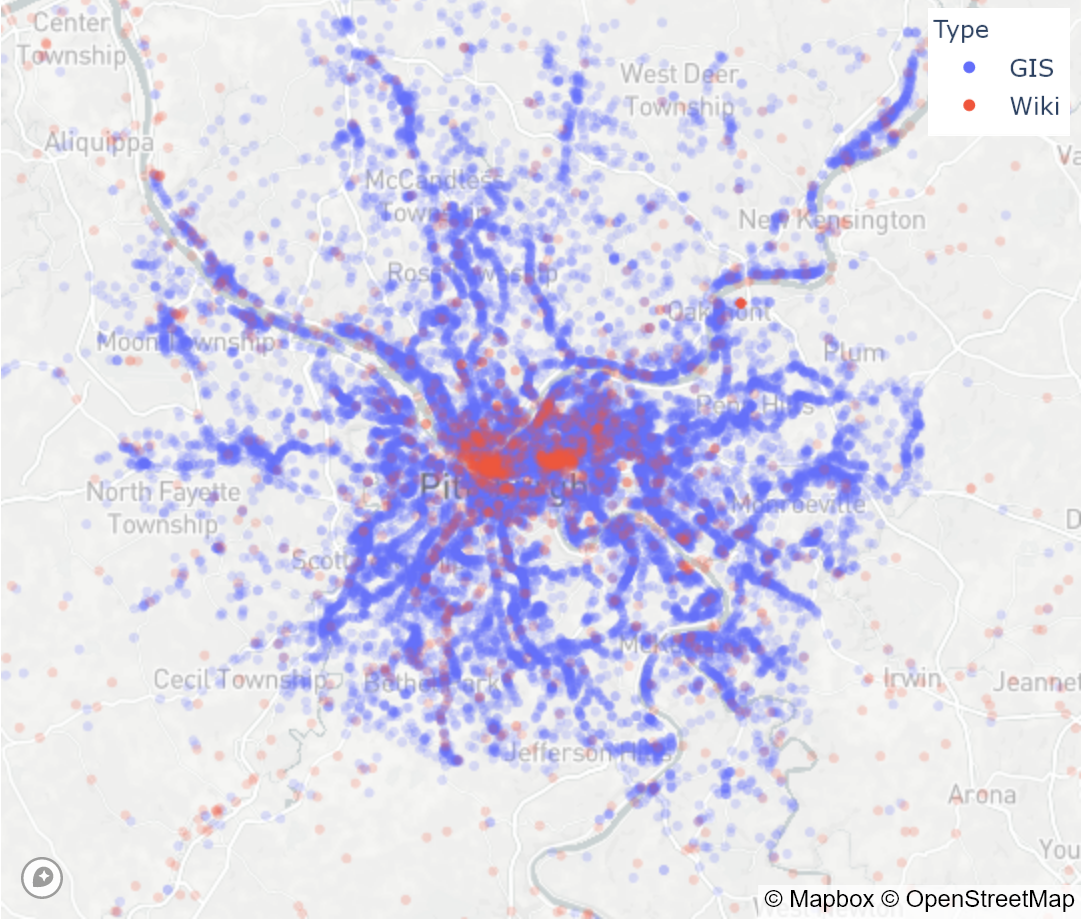 Type
GIS
Wiki
Center
Township
West Deer
Township
Aliquippa
Va
McCandless
Township
New Kensington
Ross Township
Oakmont
Moon Township
Plum
Penn Hills
Pittsburgh
North Fayette
Township
Monroeville
D
Scott
McKeesport
Cecil Township
Bethel Park
Irwin
Jeannet
Jefferson Hills
Arona
You
© Mapbox © OpenStreetMap